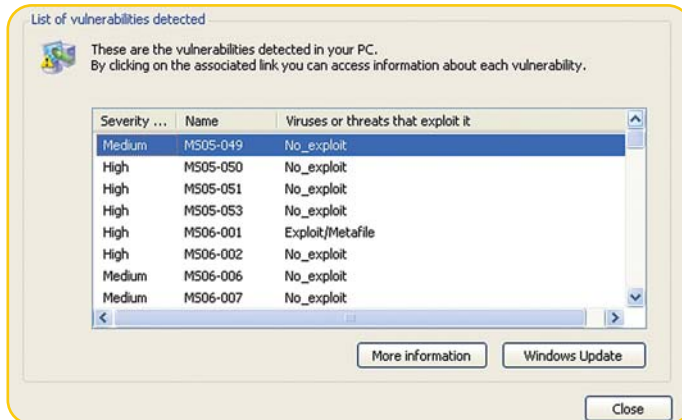 List of vulnerabilities detected
These are the vulnerabilities detected in your PC.
By clicking on the associated link you can access information about each vulnerability.
Severity ... Name Viruses or threats that exploit it
Medium MS05-049 No_exploit
High MS05-050 No_exploit
High MS05-051 No_exploit
High MS05-053 No_exploit
High MS06-001 Exploit/Metafile
High MS06-002 No_exploit
Medium MS06-006 No_exploit
Medium MS06-007 No_exploit
More information Windows Update
Close